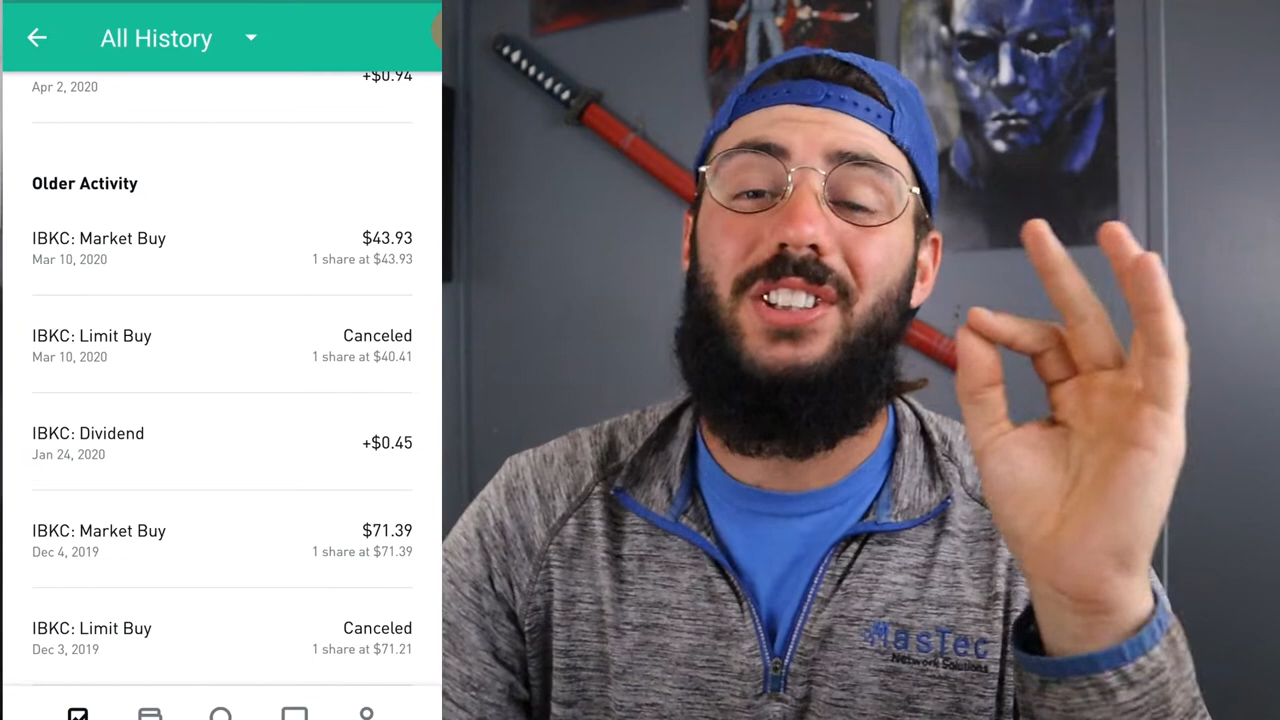 All History
+$0.94
Apr 2, 2020
Older Activity
IBKC: Market Buy
$43.93
Mar 10, 2020
1 share at $43.93
IBKC: Limit Buy
Canceled
Mar 10, 2020
1 share at $40.41
IBKC: Dividend
+$0.45
Jan 24, 2020
IBKC: Market Buy
$71.39
Dec 4, 2019
1 share at $71.39
IBKC: Limit Buy
Canceled
Dec 3, 2019
1 share at $71.21
MasTec
Network Solutions